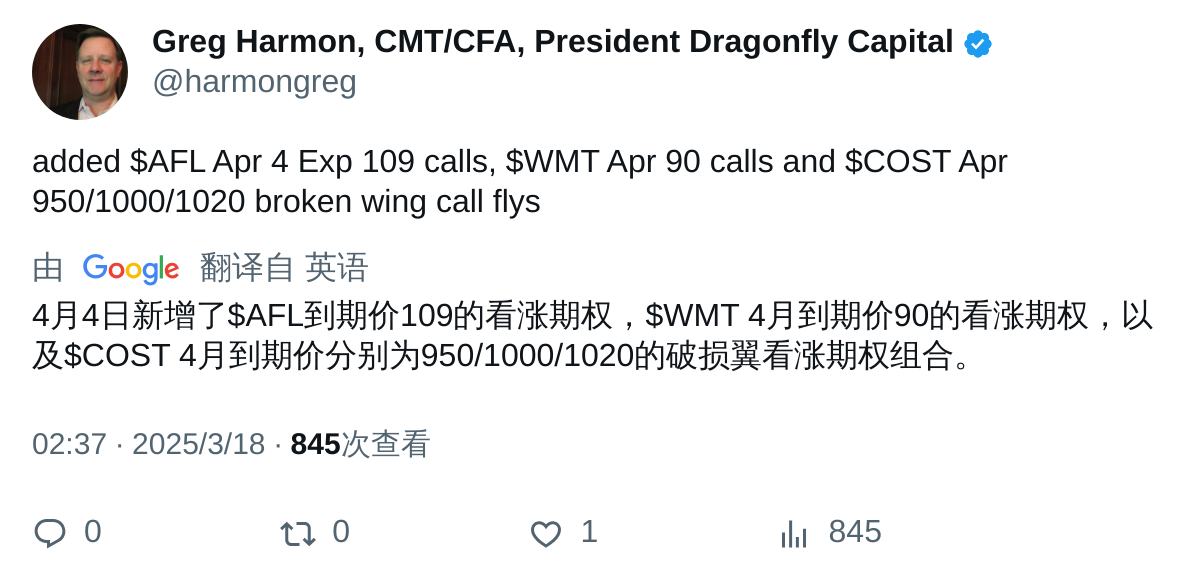 Greg Harmon, CMT/CFA, President Dragonfly Capital
@harmongreg
added $AFL Apr 4 Exp 109 calls, $WMT Apr 90 calls and $COST Apr
950/1000/1020 broken wing call flys
由 Google 翻译自 英语
4月4日新增了$AFL到期价109的看涨期权，$WMT 4月到期价90的看涨期权，以
及$COST 4月到期价分别为950/1000/1020的破损翼看涨期权组合。
02:37 · 2025/3/18 · 845次查看
0 0 1 845